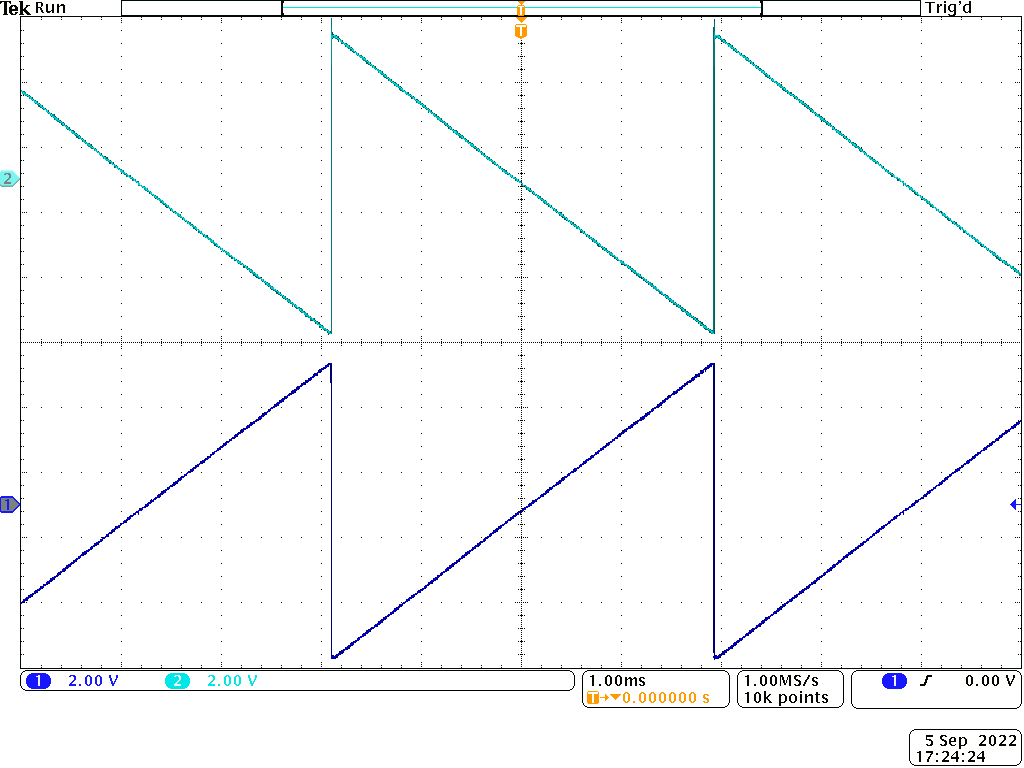 Tek Run Trig'd
T
T
2
1
1 2.00 V 2 2.00 V
1.00ms
T→▼0.000000 s
1.00MS/s
10k points
1 0.00 V
5 Sep 2022
17:24:24